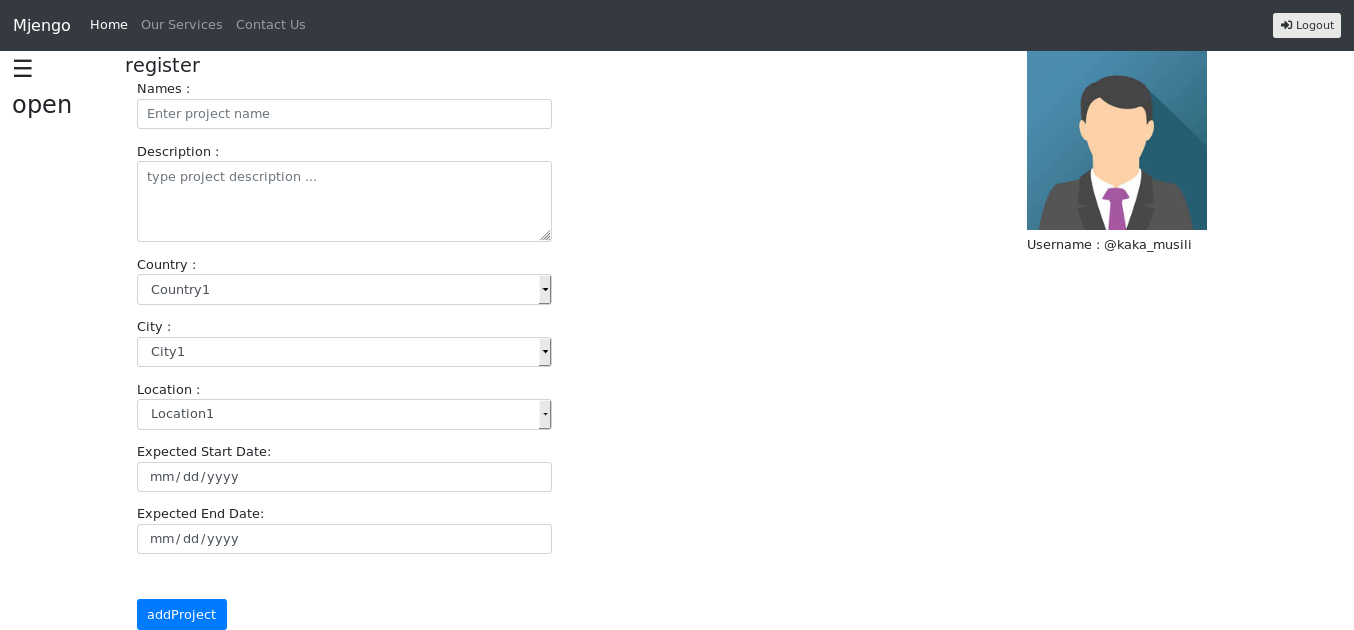 Mjengo Home Our Services Contact Us Logout
☰
open
register
Names :
Enter project name
Description :
type project description ...
Country :
Country1
City :
City1
Location :
Location1
Expected Start Date:
mm/dd/yyyy
Expected End Date:
mm/dd/yyyy
addProject
Username : @kaka_musili